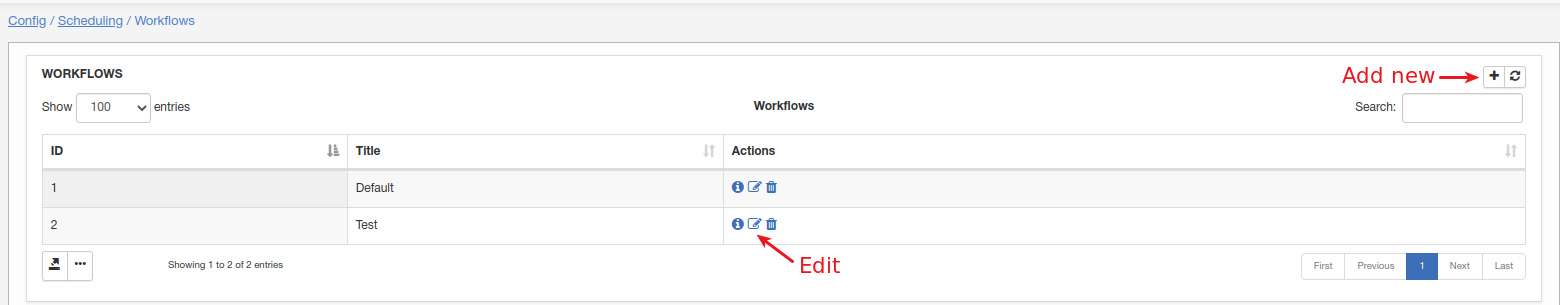 Config / Scheduling / Workflows
WORKFLOWS
Add new
Show 100 entries
Workflows
Search:
ID Title Actions
1 Default
2 Test
Edit
Showing 1 to 2 of 2 entries
First Previous 1 Next Last